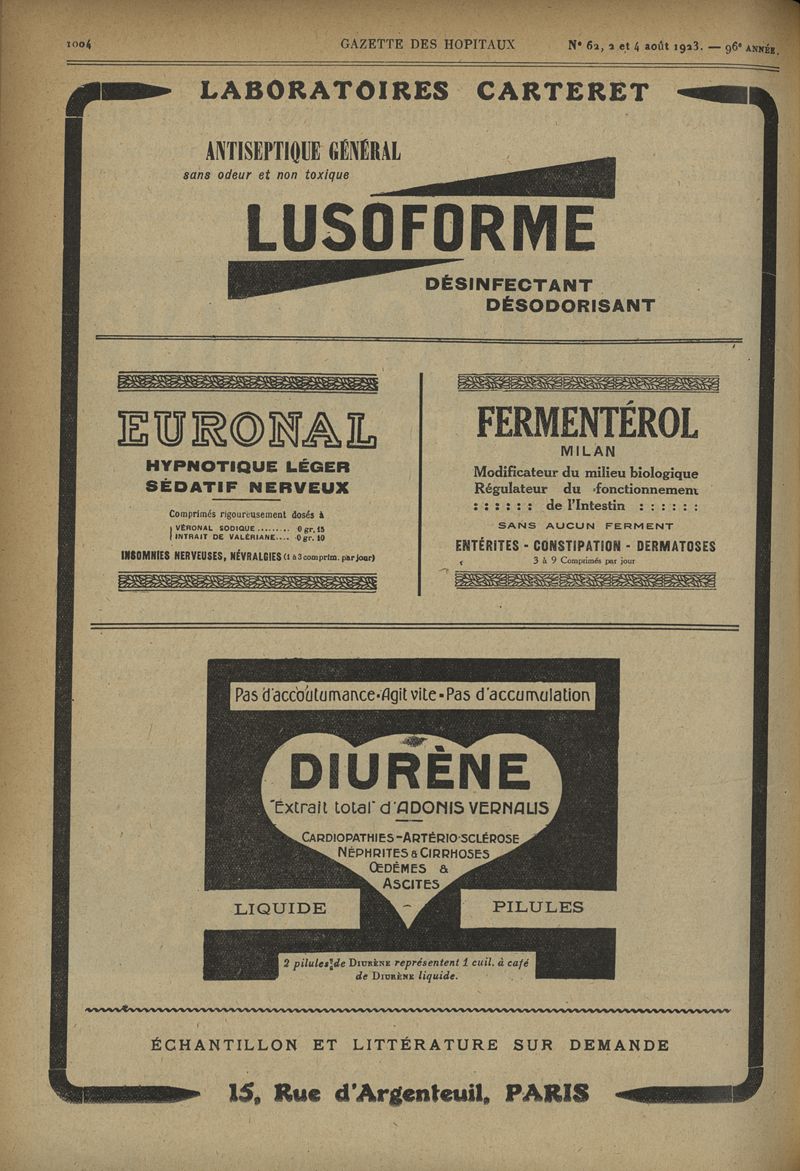 1004 GAZETTE DES HOPITAUX N° 62, 2 et 4 août 1923. — 96e ANNÉE.
LABORATOIRES CARTERET
ANTISEPTIQUE GÉNÉRAL
sans odeur et non toxique
LUSOFORME
DÉSINFECTANT
DÉSODORISANT
EURONAL
HYPNOTIQUE LÉGER
SÉDATIF NERVEUX
Comprimés rigoureusement dosés à
VÉRONAL SODIQUE ......... 0 gr. 15
INTRAIT DE VALÉRIANE.... 0 gr. 10
INSOMNIES NERVEUSES, NÉVRALGIES (1 à 3 comprim. par jour)
FERMENTÉROL
MILAN
Modificateur du milieu biologique
Régulateur du fonctionnement
: : : : : : de l'Intestin : : : : : :
SANS AUCUN FERMENT
ENTÉRITES - CONSTIPATION - DERMATOSES
3 à 9 Comprimés par jour
Pas d'accoutumance - Agit vite - Pas d'accumulation
DIURÈNE
"Extrait total" d'ADONIS VERNALIS
CARDIOPATHIES - ARTÉRIO-SCLÉROSE
NÉPHRITES & CIRRHOSES
ŒDÈMES &
ASCITES
LIQUIDE PILULES
2 pilules de DIURÈNE représentent 1 cuil. à café
de DIURÈNE liquide.
ÉCHANTILLON ET LITTÉRATURE SUR DEMANDE
15, Rue d'Argenteuil, PARIS